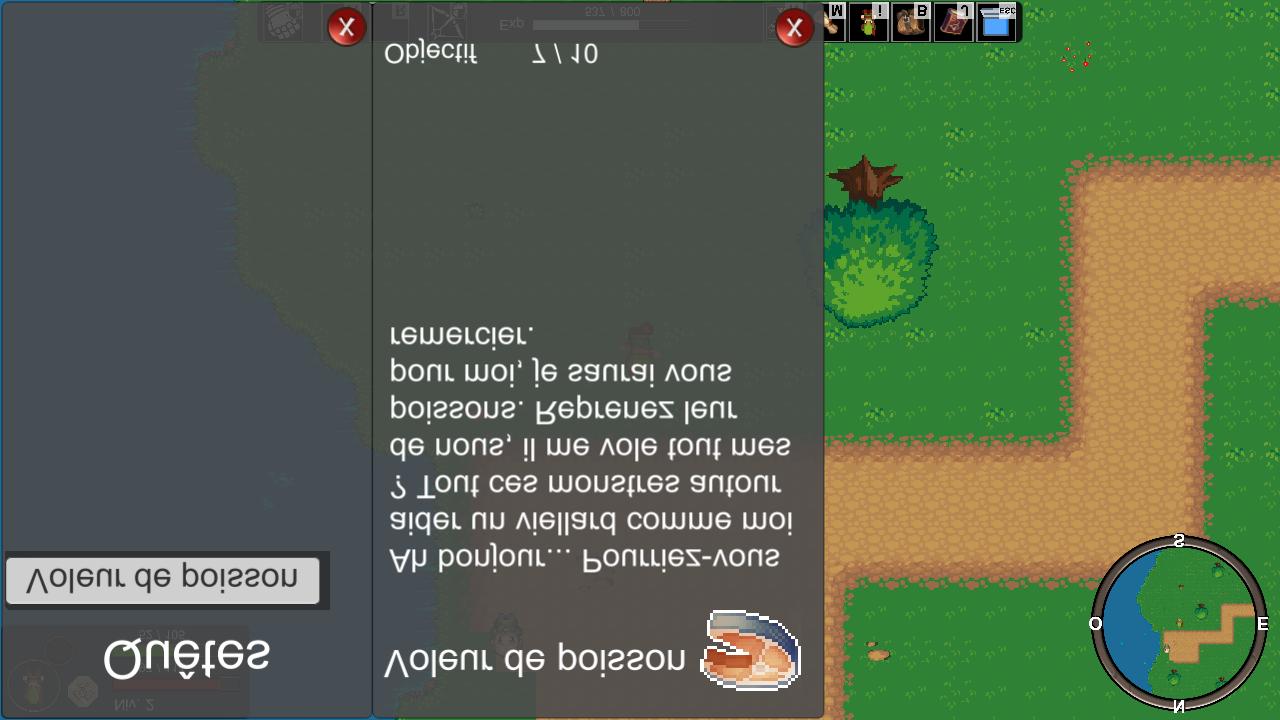 Quêtes
Voleur de poisson
Niv. 2
Voleur de poisson
Ah bonjour... Pourriez-vous
aider un viellard comme moi
? Tout ces monstres autour
de nous, il me vole tout mes
poissons. Reprenez leur
pour moi, je saurai vous
remercier.
Objectif 7 / 10
X
X
Exp 537 / 800
R
M
I
B
J
ESC
N
O
E
S